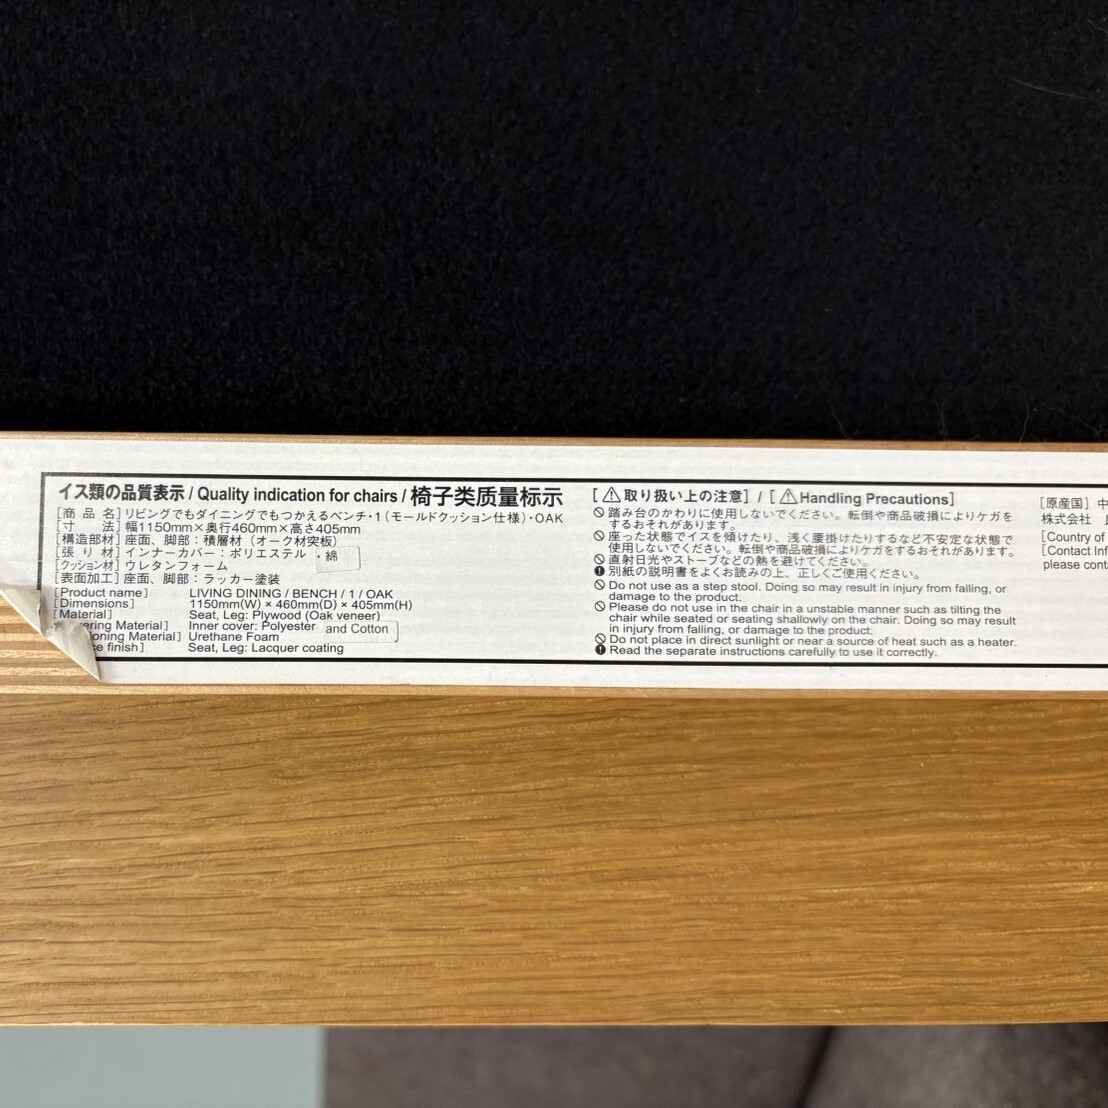 イス類の品質表示 / Quality indication for chairs / 椅子类质量标示
[商 品 名] リビングでもダイニングでもつかえるベンチ・1(モールドクッション仕様)・OAK
[寸 法] 幅1150mm×奥行460mm×高さ405mm
[構造部材] 座面、脚部:積層材(オーク材突板)
[張 り 材] インナーカバー:ポリエステル・綿
[クッション材] ウレタンフォーム
[表面加工] 座面、脚部:ラッカー塗装
[Product name] LIVING DINING / BENCH / 1 / OAK
[Dimensions] 1150mm(W) × 460mm(D) × 405mm(H)
[Material] Seat, Leg: Plywood (Oak veneer)
ering Material] Inner cover: Polyester and Cotton
ioning Material] Urethane Foam
ce finish] Seat, Leg: Lacquer coating
[⚠取り扱い上の注意] / [⚠Handling Precautions]
踏み台のかわりに使用しないでください。転倒や商品破損によりケガを
するおそれがあります。
座った状態でイスを傾けたり、浅く腰掛けたりするなど不安定な状態で
使用しないでください。転倒や商品破損によりケガをするおそれがあります。
直射日光やストーブなどの熱を避けてください。
別紙の説明書をよくお読みの上、正しくご使用ください。
Do not use as a step stool. Doing so may result in injury from falling, or
damage to the product.
Please do not use in the chair in a unstable manner such as tilting the
chair while seated or seating shallowly on the chair. Doing so may result
in injury from falling, or damage to the product.
Do not place in direct sunlight or near a source of heat such as a heater.
Read the separate instructions carefully to use it correctly.
[原産国] 中
株式会社
[Country of
[Contact Infor
please conta